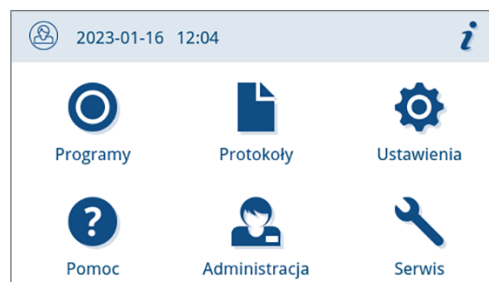 2023-01-16 12:04 i
Programy Protokoły Ustawienia
? 
Pomoc Administracja Serwis